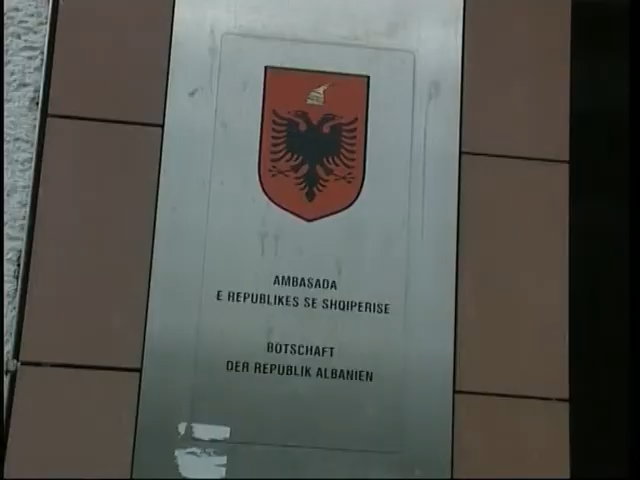 AMBASADA
E REPUBLIKES SE SHQIPERISE
BOTSCHAFT
DER REPUBLIK ALBANIEN